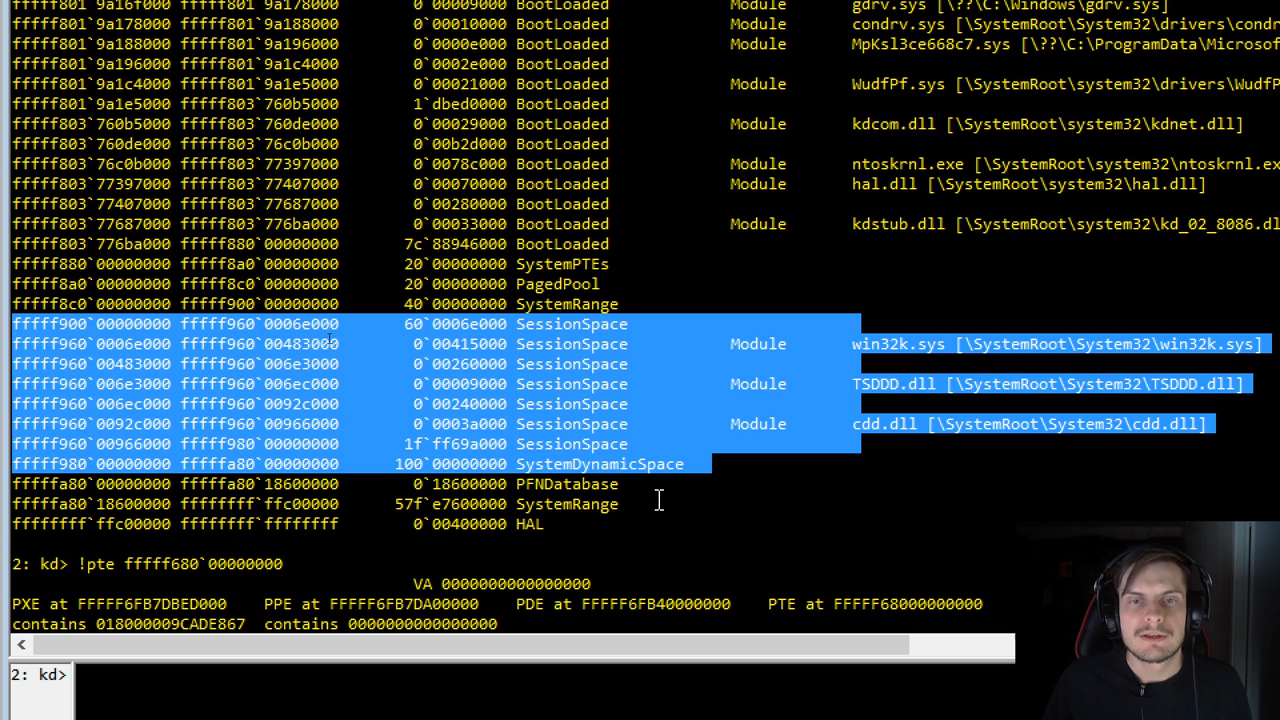 fffff801`9a16f000 fffff801`9a178000 0`00009000 BootLoaded Module gdrv.sys [\??\C:\Windows\gdrv.sys]
fffff801`9a178000 fffff801`9a188000 0`00010000 BootLoaded Module condrv.sys [\SystemRoot\System32\drivers\condr
fffff801`9a188000 fffff801`9a196000 0`0000e000 BootLoaded Module MpKsl3ce668c7.sys [\??\C:\ProgramData\Microsof
fffff801`9a196000 fffff801`9a1c4000 0`0002e000 BootLoaded
fffff801`9a1c4000 fffff801`9a1e5000 0`00021000 BootLoaded Module WudfPf.sys [\SystemRoot\system32\drivers\WudfP
fffff801`9a1e5000 fffff803`760b5000 1`dbed0000 BootLoaded
fffff803`760b5000 fffff803`760de000 0`00029000 BootLoaded Module kdcom.dll [\SystemRoot\system32\kdnet.dll]
fffff803`760de000 fffff803`76c0b000 0`00b2d000 BootLoaded
fffff803`76c0b000 fffff803`77397000 0`0078c000 BootLoaded Module ntoskrnl.exe [\SystemRoot\system32\ntoskrnl.ex
fffff803`77397000 fffff803`77407000 0`00070000 BootLoaded Module hal.dll [\SystemRoot\system32\hal.dll]
fffff803`77407000 fffff803`77687000 0`00280000 BootLoaded
fffff803`77687000 fffff803`776ba000 0`00033000 BootLoaded Module kdstub.dll [\SystemRoot\system32\kd_02_8086.dl
fffff803`776ba000 fffff880`00000000 7c`88946000 BootLoaded
fffff880`00000000 fffff8a0`00000000 20`00000000 SystemPTEs
fffff8a0`00000000 fffff8c0`00000000 20`00000000 PagedPool
fffff8c0`00000000 fffff900`00000000 40`00000000 SystemRange
fffff900`00000000 fffff960`0006e000 60`0006e000 SessionSpace
fffff960`0006e000 fffff960`00483000 0`00415000 SessionSpace Module win32k.sys [\SystemRoot\System32\win32k.sys]
fffff960`00483000 fffff960`006e3000 0`00260000 SessionSpace
fffff960`006e3000 fffff960`006ec000 0`00009000 SessionSpace Module TSDDD.dll [\SystemRoot\System32\TSDDD.dll]
fffff960`006ec000 fffff960`0092c000 0`00240000 SessionSpace
fffff960`0092c000 fffff960`00966000 0`0003a000 SessionSpace Module cdd.dll [\SystemRoot\System32\cdd.dll]
fffff960`00966000 fffff980`00000000 1f`ff69a000 SessionSpace
fffff980`00000000 fffffa80`00000000 100`00000000 SystemDynamicSpace
fffffa80`00000000 fffffa80`18600000 0`18600000 PFNDatabase
fffffa80`18600000 ffffffff`ffc00000 57f`e7600000 SystemRange
ffffffff`ffc00000 ffffffff`ffffffff 0`00400000 HAL
2: kd> !pte fffff680`00000000
VA 0000000000000000
PXE at FFFFF6FB7DBED000 PPE at FFFFF6FB7DA00000 PDE at FFFFF6FB40000000 PTE at FFFFF68000000000
contains 018000009CADE867 contains 0000000000000000
2: kd>